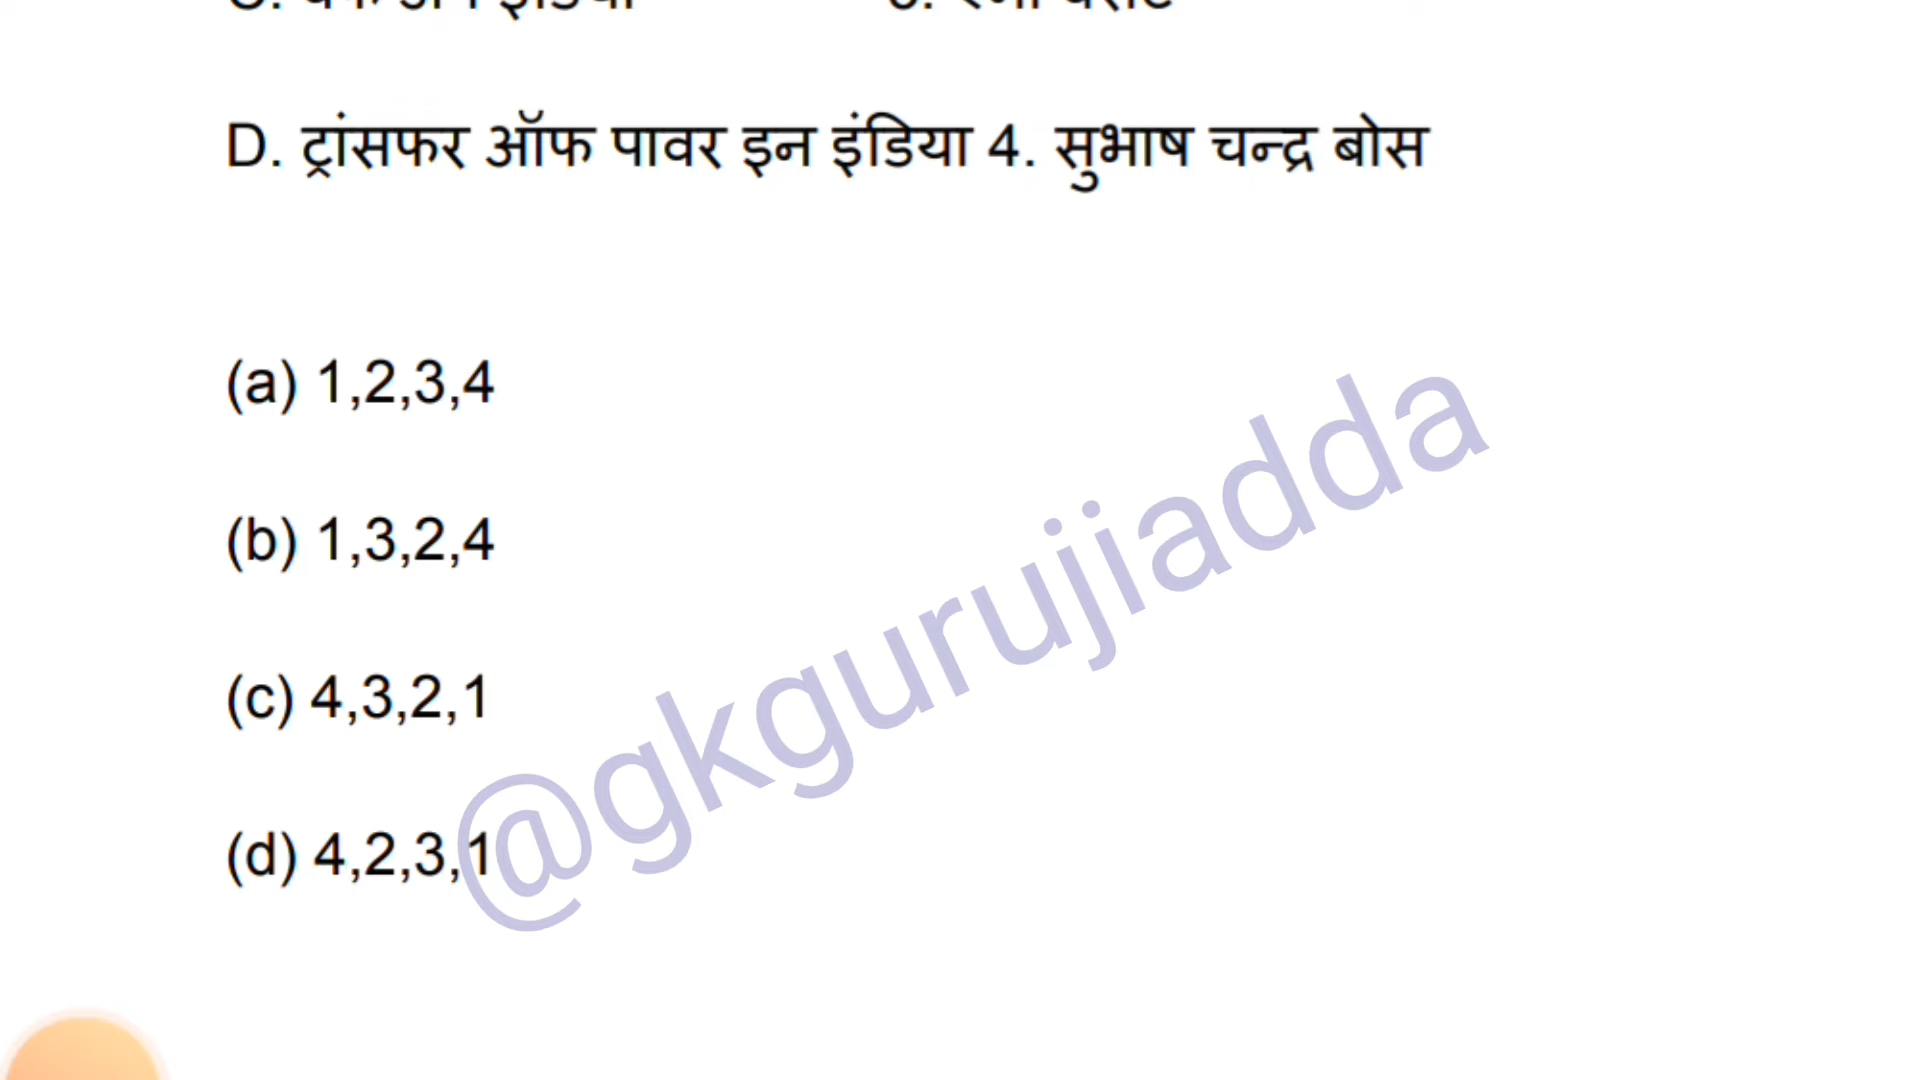 D. ट्रांसफर ऑफ पावर इन इंडिया 4. सुभाष चन्द्र बोस
(a) 1,2,3,4
(b) 1,3,2,4
(c) 4,3,2,1
(d) 4,2,3,1
@gkgurujiadda